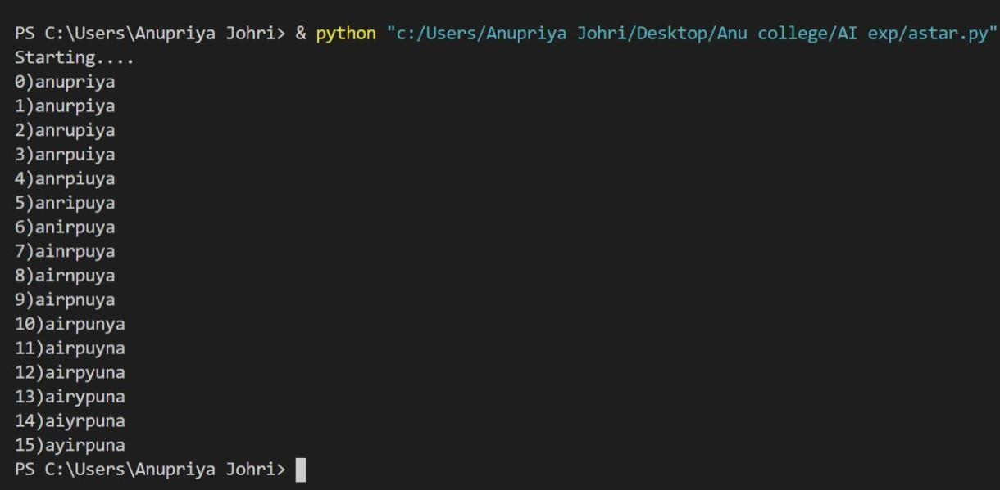 PS C:\Users\Anupriya Johri> & python "c:/Users/Anupriya Johri/Desktop/Anu college/AI exp/astar.py"
Starting....
0)anupriya
1)anurpiya
2)anrupiya
3)anrpuiya
4)anrpiuya
5)anripuya
6)anirpuya
7)ainrpuya
8)airnpuya
9)airpnuya
10)airpunya
11)airpuyna
12)airpyuna
13)airypuna
14)aiyrpuna
15)ayirpuna
PS C:\Users\Anupriya Johri>